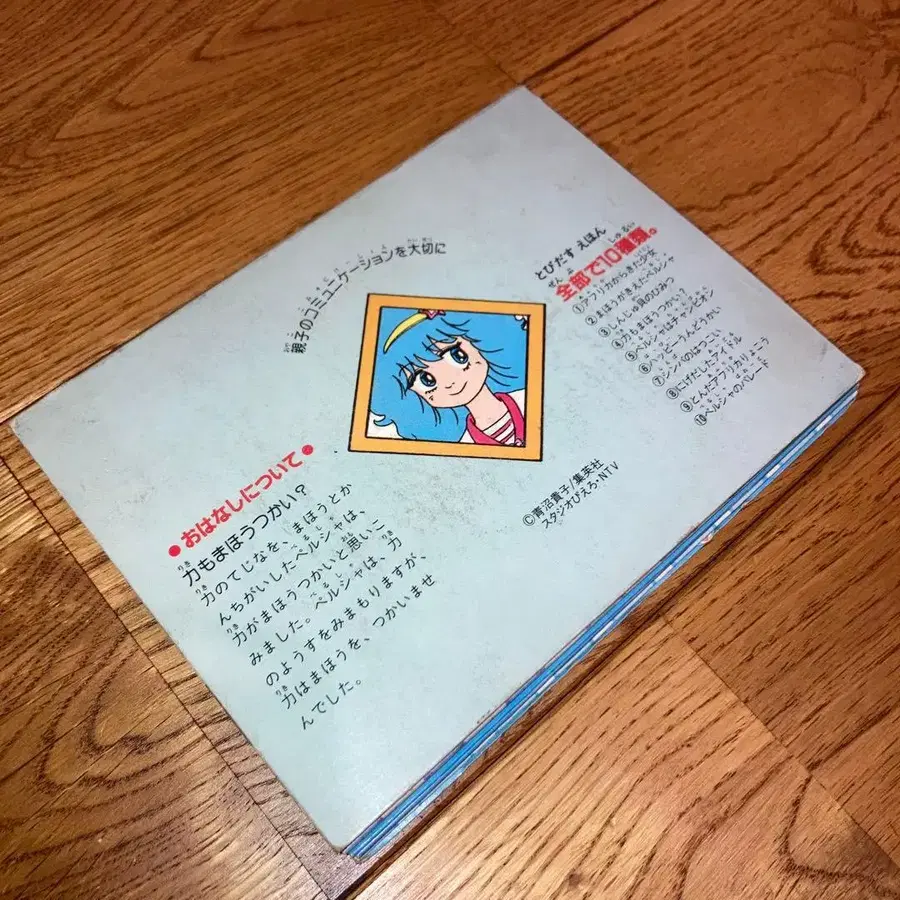 親子のコミュニケーションを大切に
とびだす えほん
全部で10種類。
①アフリカからきた少女
②まほうがきえたペルシャ
③しんじゅ貝のひみつ
④力もまほうつかい?
⑤ペルシャはチャンピオン
⑥ハッピーうんどうかい
⑦シンバのはつこい
⑧にげだしたアイドル
⑨とんだアフリカりょこう
⑩ペルシャのパレード
©青沼貴子/集英社
スタジオぴえろ・NTV
●おはなしについて●
力もまほうつかい?
力のてじなを、まほうとか
んちがいしたペルシャは、
力がまほうつかいと思いこ
みました。ペルシャは、力
のようすをみまもりますが、
力はまほうを、つかいませ
んでした。